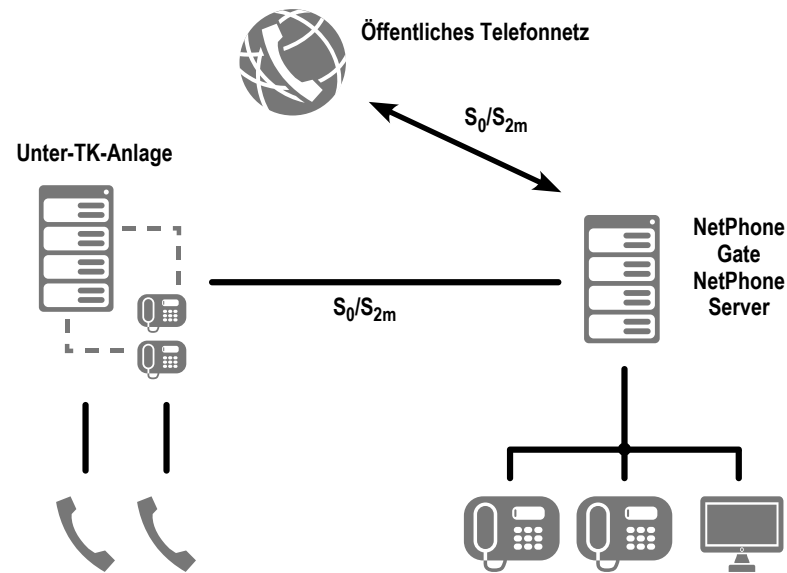 Öffentliches Telefonnetz
S0/S2m
Unter-TK-Anlage
NetPhone
Gate
NetPhone
Server
S0/S2m